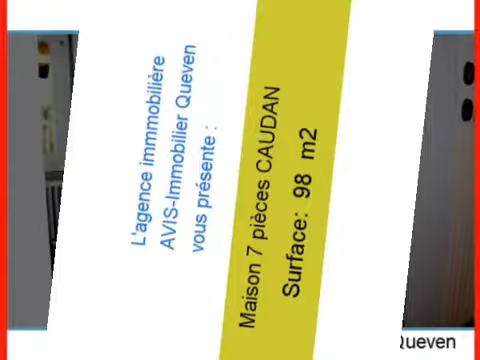 L'agence immmobilière
AVIS-Immobilier Queven
vous présente :
Maison 7 pièces CAUDAN
Surface: 98 m2
Queven